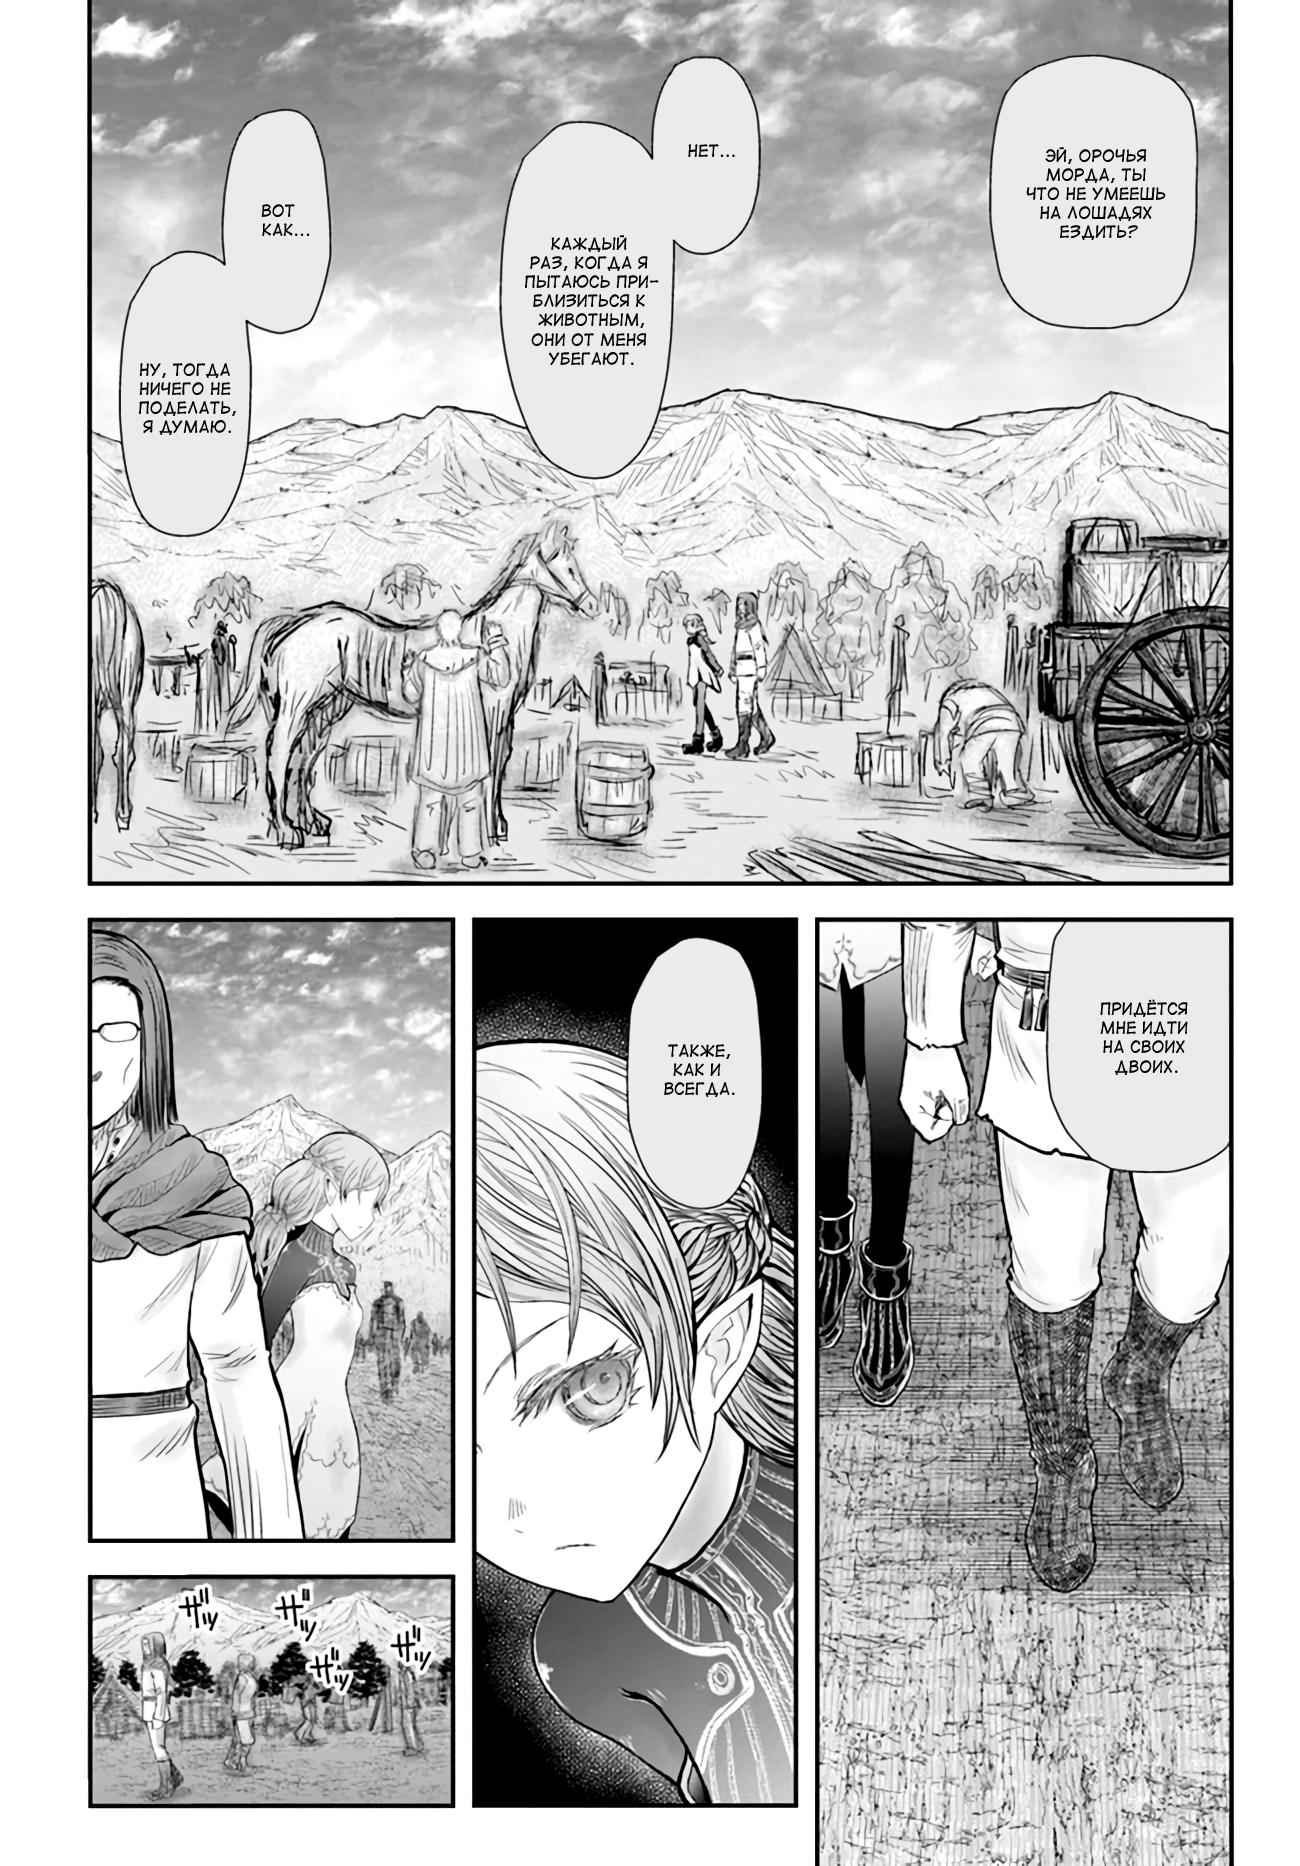 ЭЙ, ОРОЧЬЯ
МОРДА, ТЫ
ЧТО НЕ УМЕЕШЬ
НА ЛОШАДЯХ
ЕЗДИТЬ?
НЕТ...
КАЖДЫЙ
РАЗ, КОГДА Я
ПЫТАЮСЬ ПРИ-
БЛИЗИТЬСЯ К
ЖИВОТНЫМ,
ОНИ ОТ МЕНЯ
УБЕГАЮТ.
ВОТ
КАК...
НУ, ТОГДА
НИЧЕГО НЕ
ПОДЕЛАТЬ,
Я ДУМАЮ.
ПРИДЁТСЯ
МНЕ ИДТИ
НА СВОИХ
ДВОИХ.
ТАКЖЕ,
КАК И
ВСЕГДА.
ザッ
ザッ
ザッ
ザッ